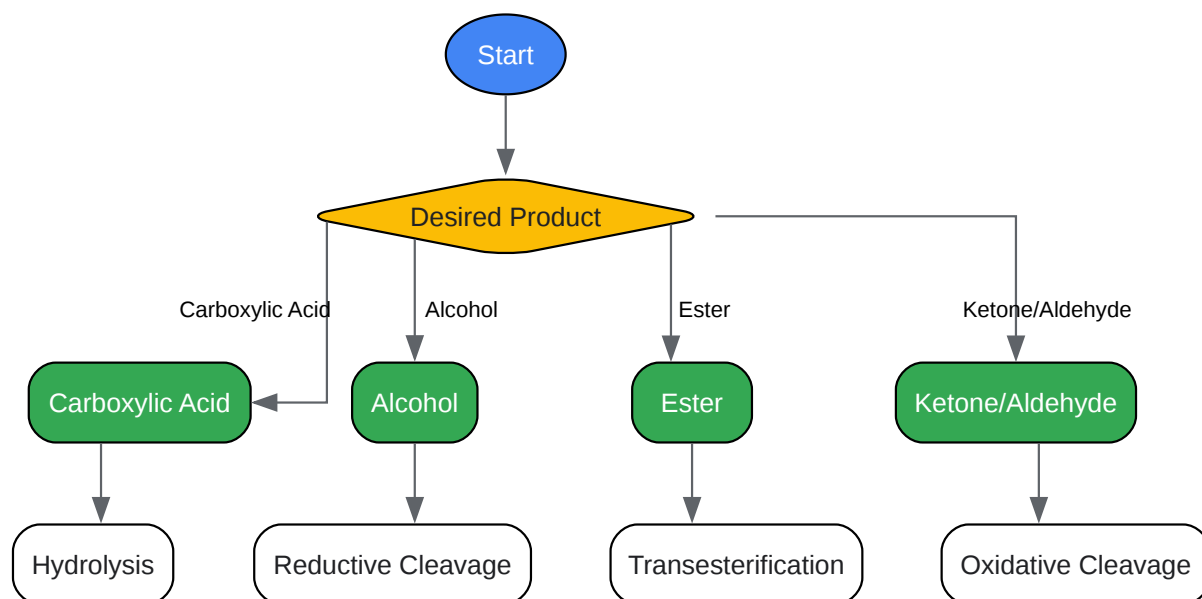 Start
Desired Product
Carboxylic Acid
Alcohol
Ester
Ketone/Aldehyde
Carboxylic Acid
Alcohol
Ester
Ketone/Aldehyde
Hydrolysis
Reductive Cleavage
Transesterification
Oxidative Cleavage